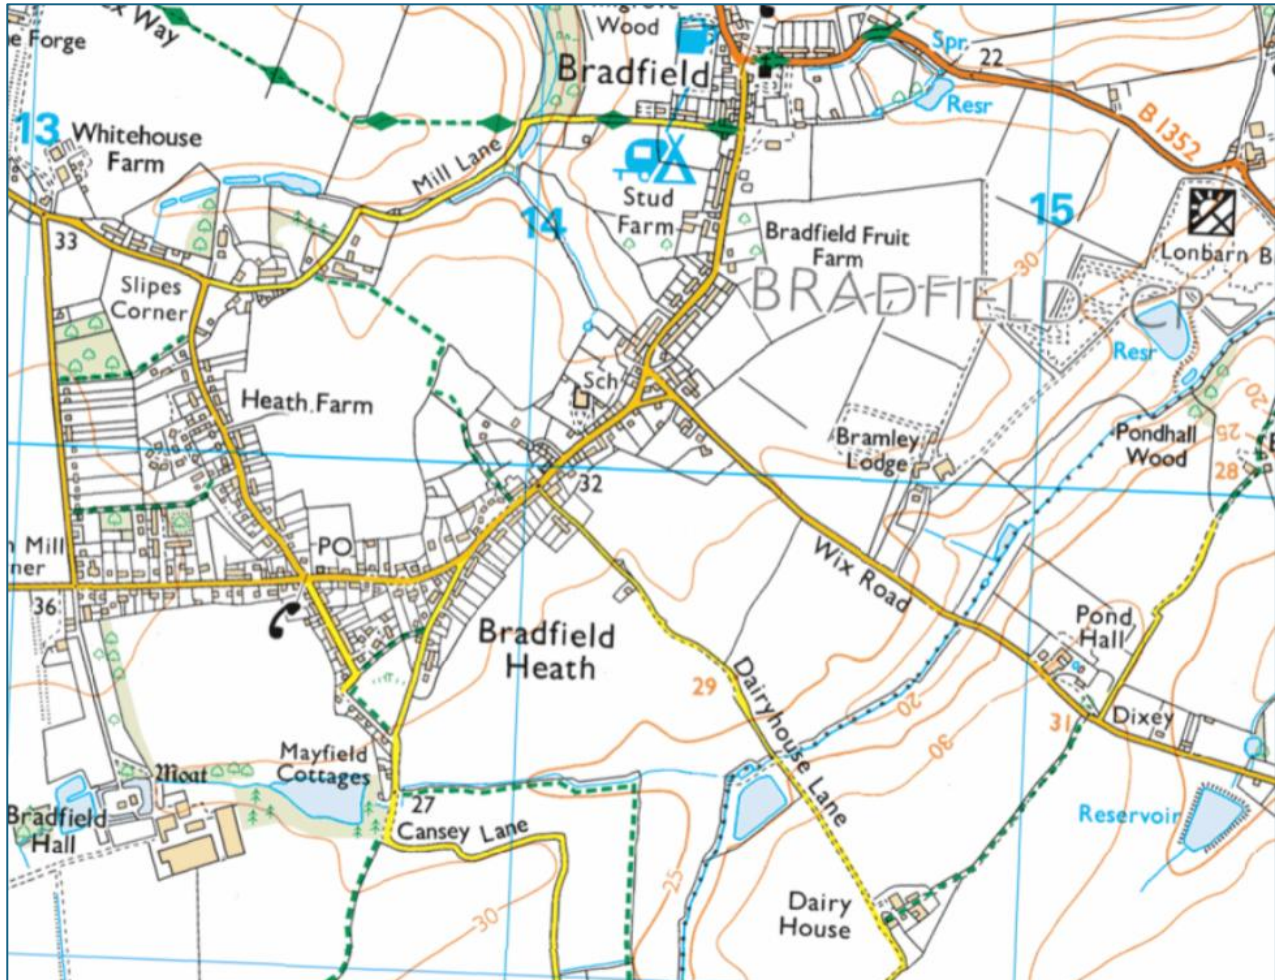 Way
Wood
e Forge
Bradfield
Spr
22
Resr
B 1352
13
Whitehouse
Farm
Mill Lane
14
Stud
Farm
15
33
Bradfield Fruit
Farm
Lonbarn
Slipes
Corner
30
BRADFIELD CP
Resr
Sch
Heath Farm
20
25
28
Bramley
Lodge
Pondhall
Wood
32
Mill
ner
PO
Wix Road
36
Pond
Hall
Bradfield
Heath
29
Dairyhouse Lane
20
31
Dixey
30
Mayfield
Cottages
Moat
27
Bradfield
Hall
Cansey Lane
Reservoir
25
30
Dairy
House